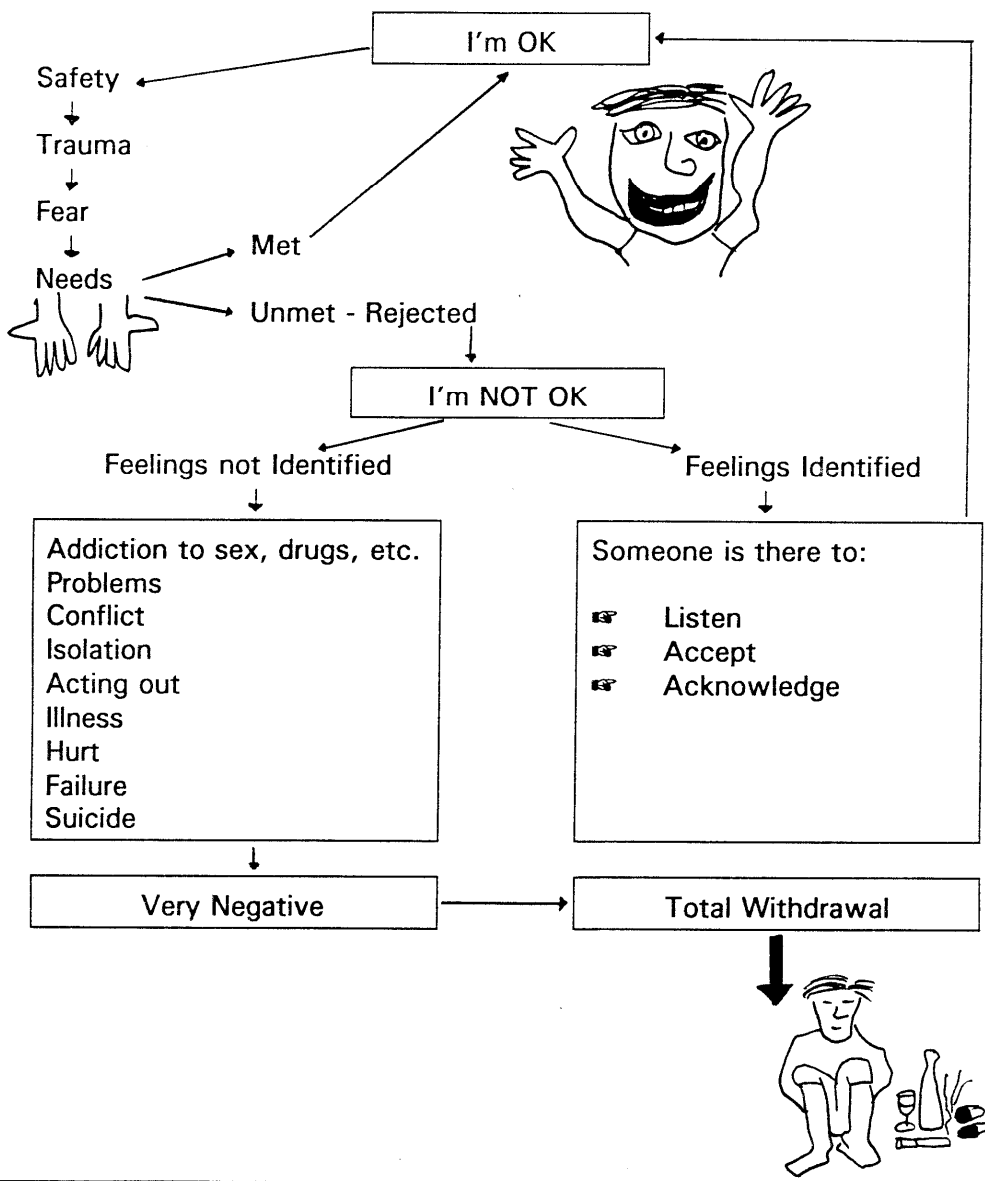 I'm OK
Safety
Trauma
Fear
Needs
Met
Unmet - Rejected
I'm NOT OK
Feelings not Identified
Addiction to sex, drugs, etc.
Problems
Conflict
Isolation
Acting out
Illness
Hurt
Failure
Suicide
Very Negative
Feelings Identified
Someone is there to:
☞ Listen
☞ Accept
☞ Acknowledge
Total Withdrawal